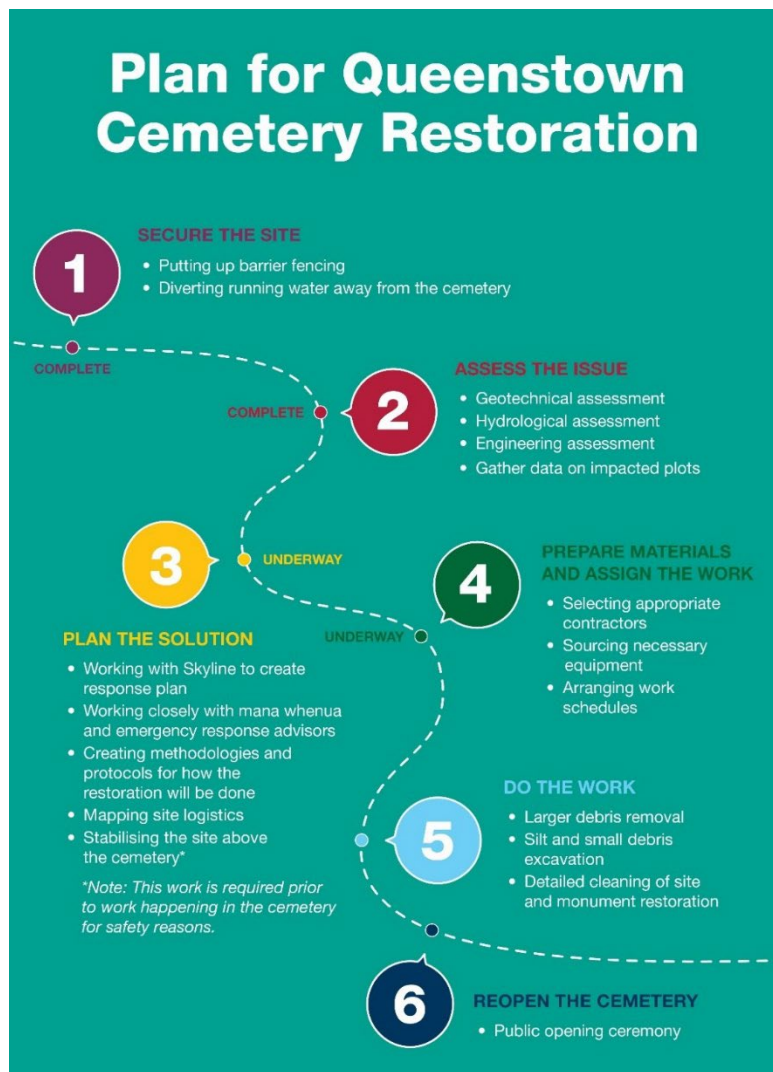 Plan for Queenstown
Cemetery Restoration
1
SECURE THE SITE
• Putting up barrier fencing
• Diverting running water away from the cemetery
COMPLETE
2
ASSESS THE ISSUE
• Geotechnical assessment
• Hydrological assessment
• Engineering assessment
• Gather data on impacted plots
COMPLETE
3
UNDERWAY
PLAN THE SOLUTION
• Working with Skyline to create
response plan
• Working closely with mana whenua
and emergency response advisors
• Creating methodologies and
protocols for how the
restoration will be done
• Mapping site logistics
• Stabilising the site above
the cemetery*
*Note: This work is required prior
to work happening in the cemetery
for safety reasons.
4
PREPARE MATERIALS
AND ASSIGN THE WORK
• Selecting appropriate
contractors
• Sourcing necessary
equipment
• Arranging work
schedules
UNDERWAY
5
DO THE WORK
• Larger debris removal
• Silt and small debris
excavation
• Detailed cleaning of site
and monument restoration
6
REOPEN THE CEMETERY
• Public opening ceremony